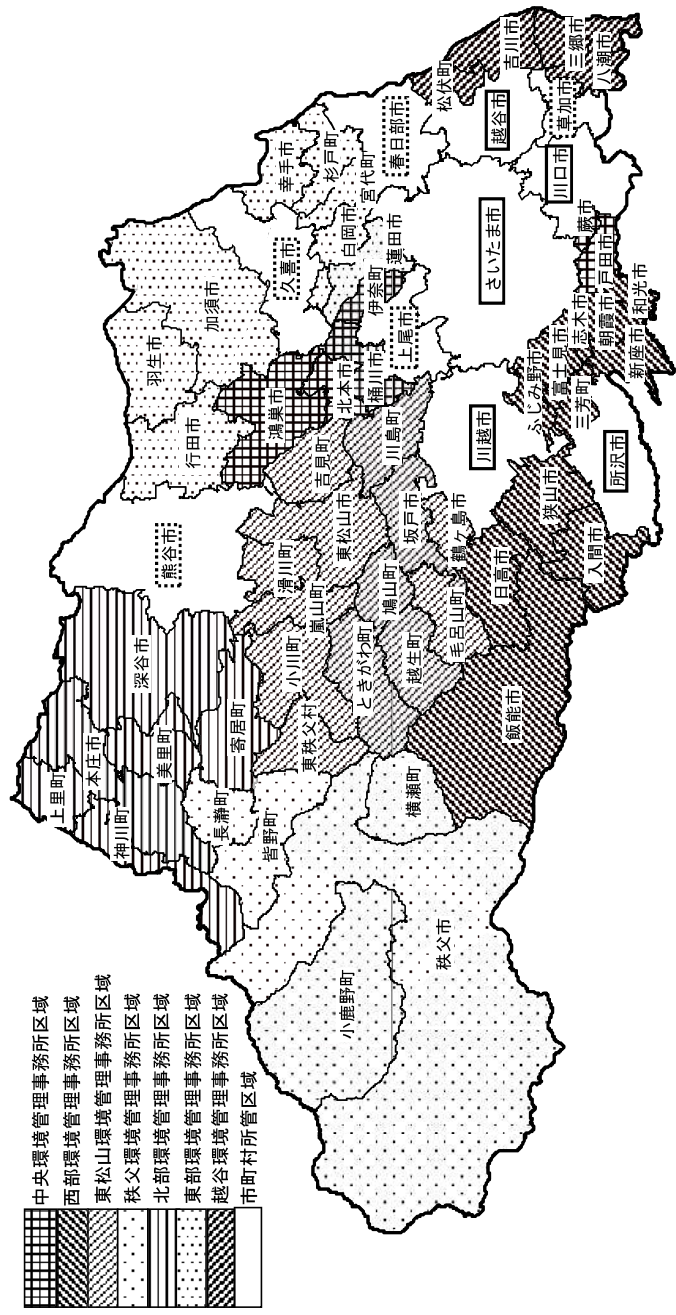 中央環境管理事務所区域
西部環境管理事務所区域
東松山環境管理事務所区域
秩父環境管理事務所区域
北部環境管理事務所区域
東部環境管理事務所区域
越谷環境管理事務所区域
市町村所管区域
上里町
本庄市
神川町
美里町
深谷市
寄居町
長瀞町
皆野町
小鹿野町
秩父市
横瀬町
東秩父村
小川町
嵐山町
滑川町
ときがわ町
鳩山町
越生町
毛呂山町
東松山市
吉見町
川島町
坂戸市
鶴ヶ島市
熊谷市
行田市
羽生市
加須市
鴻巣市
北本市
桶川市
伊奈町
上尾市
久喜市
幸手市
杉戸町
宮代町
白岡市
蓮田市
春日部市
松伏町
吉川市
三郷市
八潮市
越谷市
草加市
川口市
さいたま市
蕨市
戸田市
川越市
ふじみ野市
富士見市
三芳町
志木市
朝霞市
和光市
新座市
所沢市
狭山市
入間市
日高市
飯能市